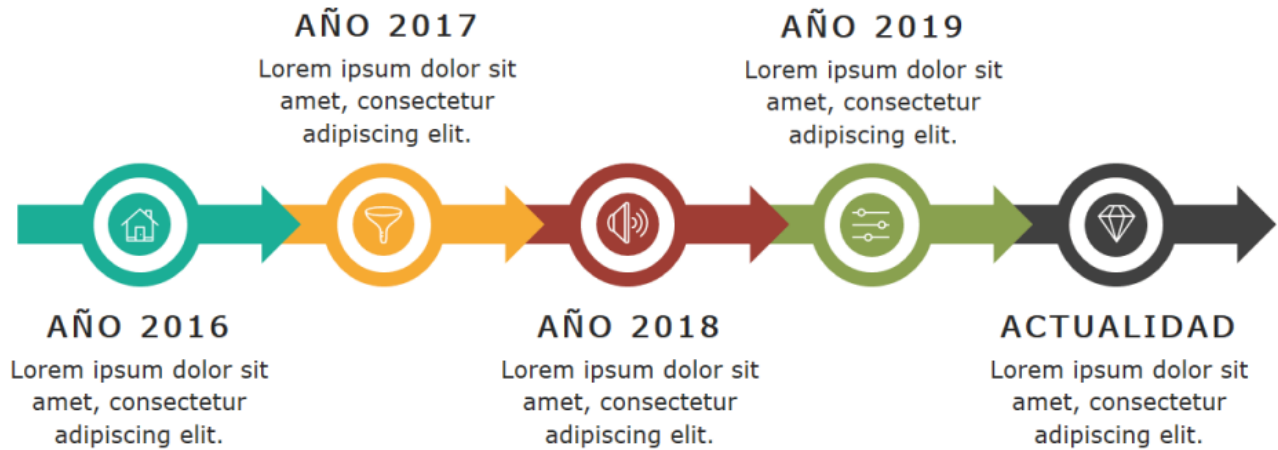 AÑO 2017
Lorem ipsum dolor sit
amet, consectetur
adipiscing elit.
AÑO 2019
Lorem ipsum dolor sit
amet, consectetur
adipiscing elit.
AÑO 2016
Lorem ipsum dolor sit
amet, consectetur
adipiscing elit.
AÑO 2018
Lorem ipsum dolor sit
amet, consectetur
adipiscing elit.
ACTUALIDAD
Lorem ipsum dolor sit
amet, consectetur
adipiscing elit.